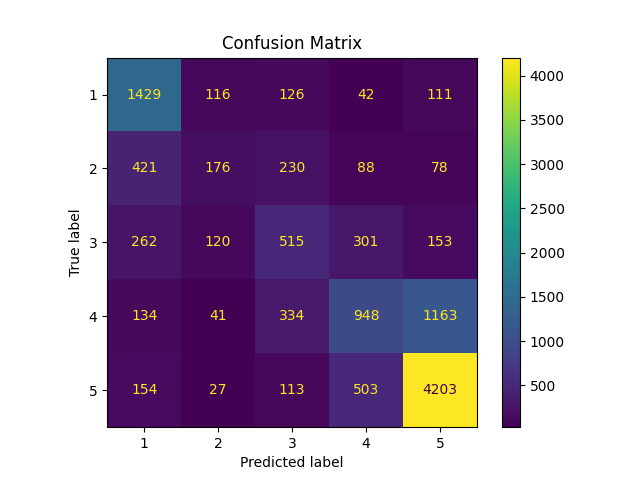 Confusion Matrix
True label
1 1429 116 126 42 111
2 421 176 230 88 78
3 262 120 515 301 153
4 134 41 334 948 1163
5 154 27 113 503 4203
1 2 3 4 5
Predicted label
4000
3500
3000
2500
2000
1500
1000
500